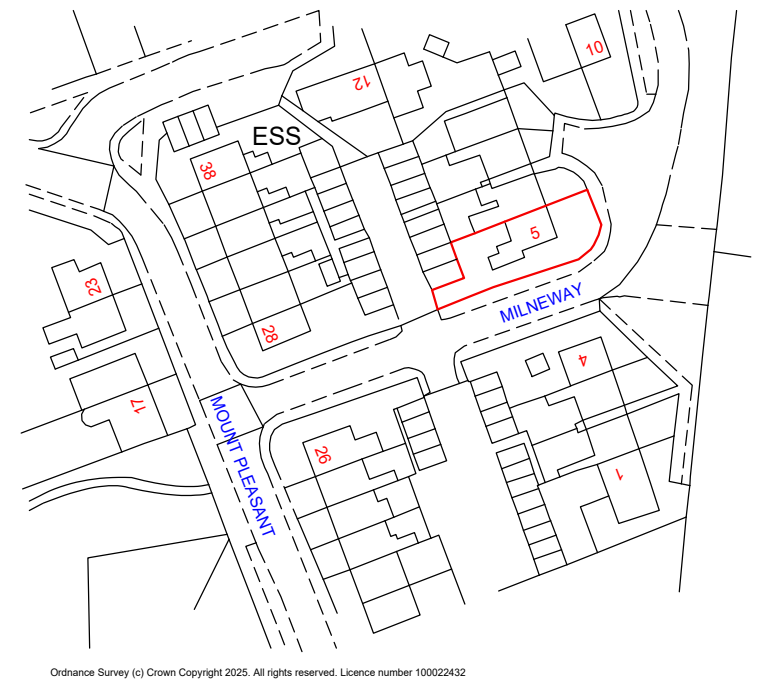 10
12
ESS
38
5
23
MILNEWAY
28
4
17
MOUNT PLEASANT
26
1
Ordnance Survey (c) Crown Copyright 2025. All rights reserved. Licence number 100022432